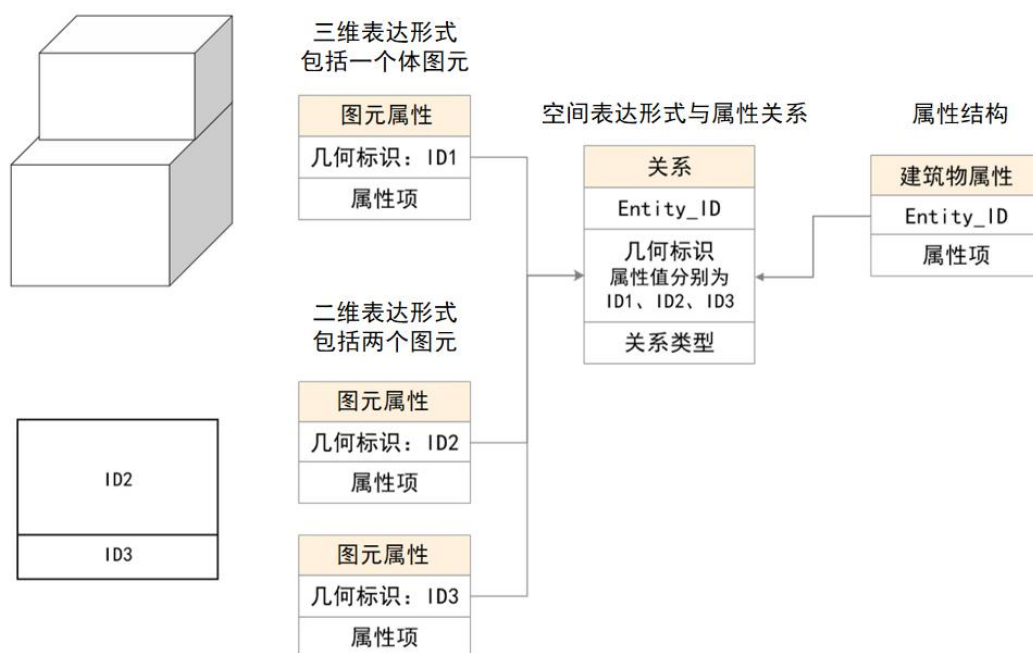 三维表达形式
包括一个体图元
图元属性
几何标识：ID1
属性项
空间表达形式与属性关系
关系
Entity_ID
几何标识
属性值分别为
ID1、ID2、ID3
关系类型
属性结构
建筑物属性
Entity_ID
属性项
二维表达形式
包括两个图元
图元属性
几何标识：ID2
属性项
图元属性
几何标识：ID3
属性项
ID2
ID3